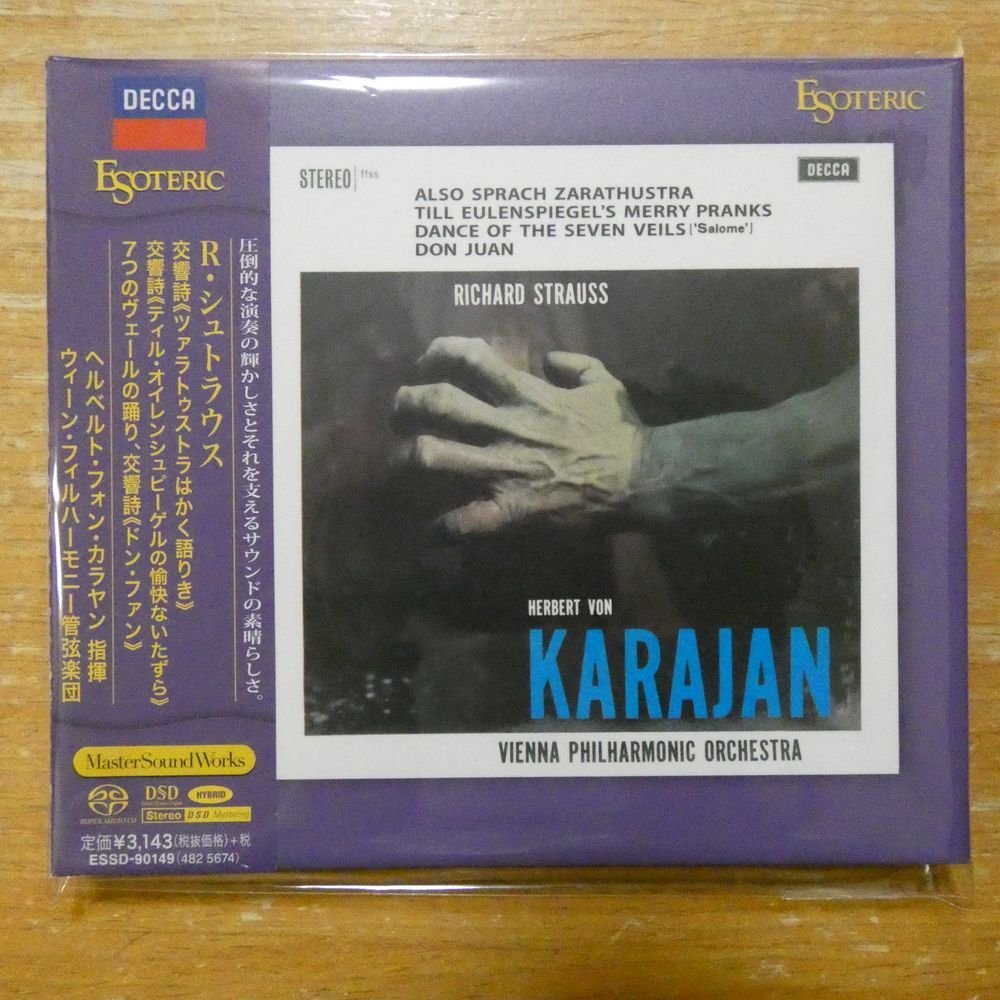 DECCA
ESOTERIC
圧倒的な演奏の輝かしさとそれを支えるサウンドの素晴らしさ。
R・シュトラウス
交響詩《ツァラトゥストラはかく語りき》
交響詩《ティル・オイレンシュピーゲルの愉快ないたずら》
7つのヴェールの踊り、交響詩《ドン・ファン》
ヘルベルト・フォン・カラヤン 指揮
ウィーン・フィルハーモニー管弦楽団
MasterSoundWorks
SUPER AUDIO CD
DSD
Direct Stream Digital
HYBRID
Stereo DSD Mastering
定価¥3,143(税抜価格)+税
ESSD-90149(482 5674)
ESOTERIC
STEREO ffss
DECCA
ALSO SPRACH ZARATHUSTRA
TILL EULENSPIEGEL'S MERRY PRANKS
DANCE OF THE SEVEN VEILS ['Salome']
DON JUAN
RICHARD STRAUSS
HERBERT VON
KARAJAN
VIENNA PHILHARMONIC ORCHESTRA